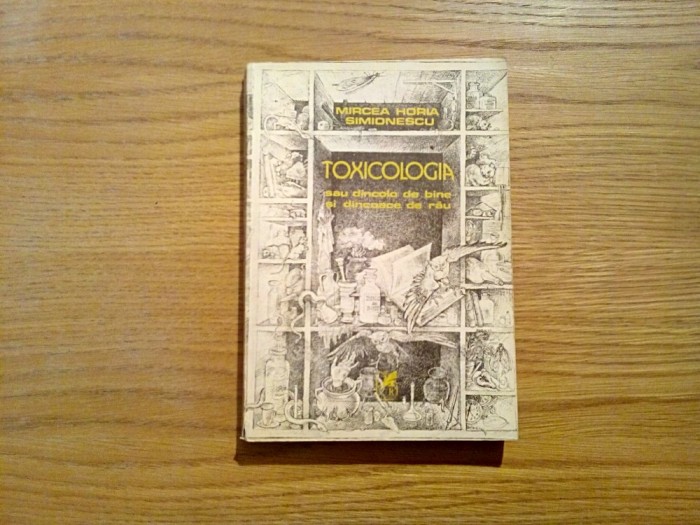 MIRCEA HORIA
SIMIONESCU
TOXICOLOGIA
sau dincolo de bine
și dincoace de rău